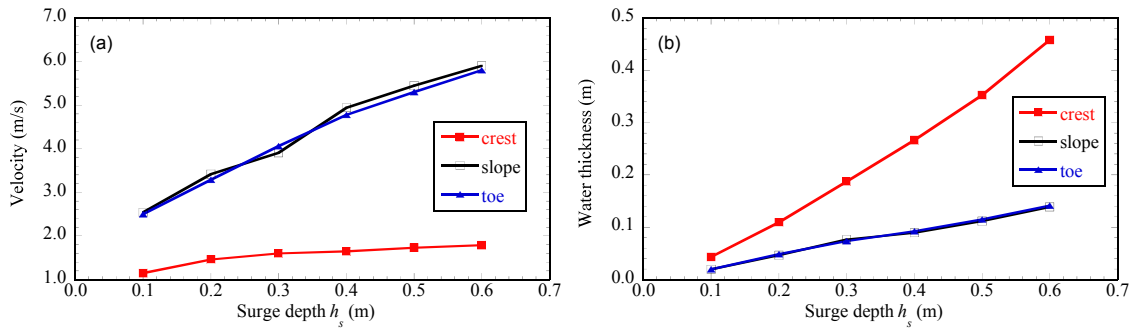 (a)
Velocity (m/s)
7.0
6.0
5.0
4.0
3.0
2.0
1.0
0.0 0.1 0.2 0.3 0.4 0.5 0.6 0.7
Surge depth h_s (m)
crest
slope
toe
(b)
Water thickness (m)
0.5
0.4
0.3
0.2
0.1
0.0
0.0 0.1 0.2 0.3 0.4 0.5 0.6 0.7
Surge depth h_s (m)
crest
slope
toe